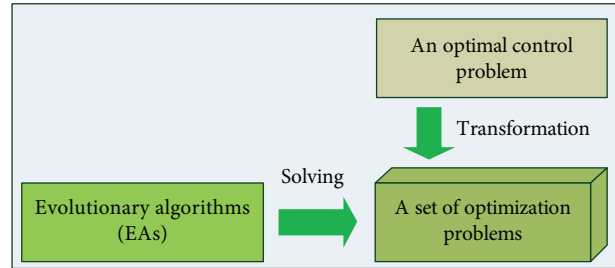 An optimal control
problem
Transformation
Solving
Evolutionary algorithms
(EAs)
A set of optimization
problems